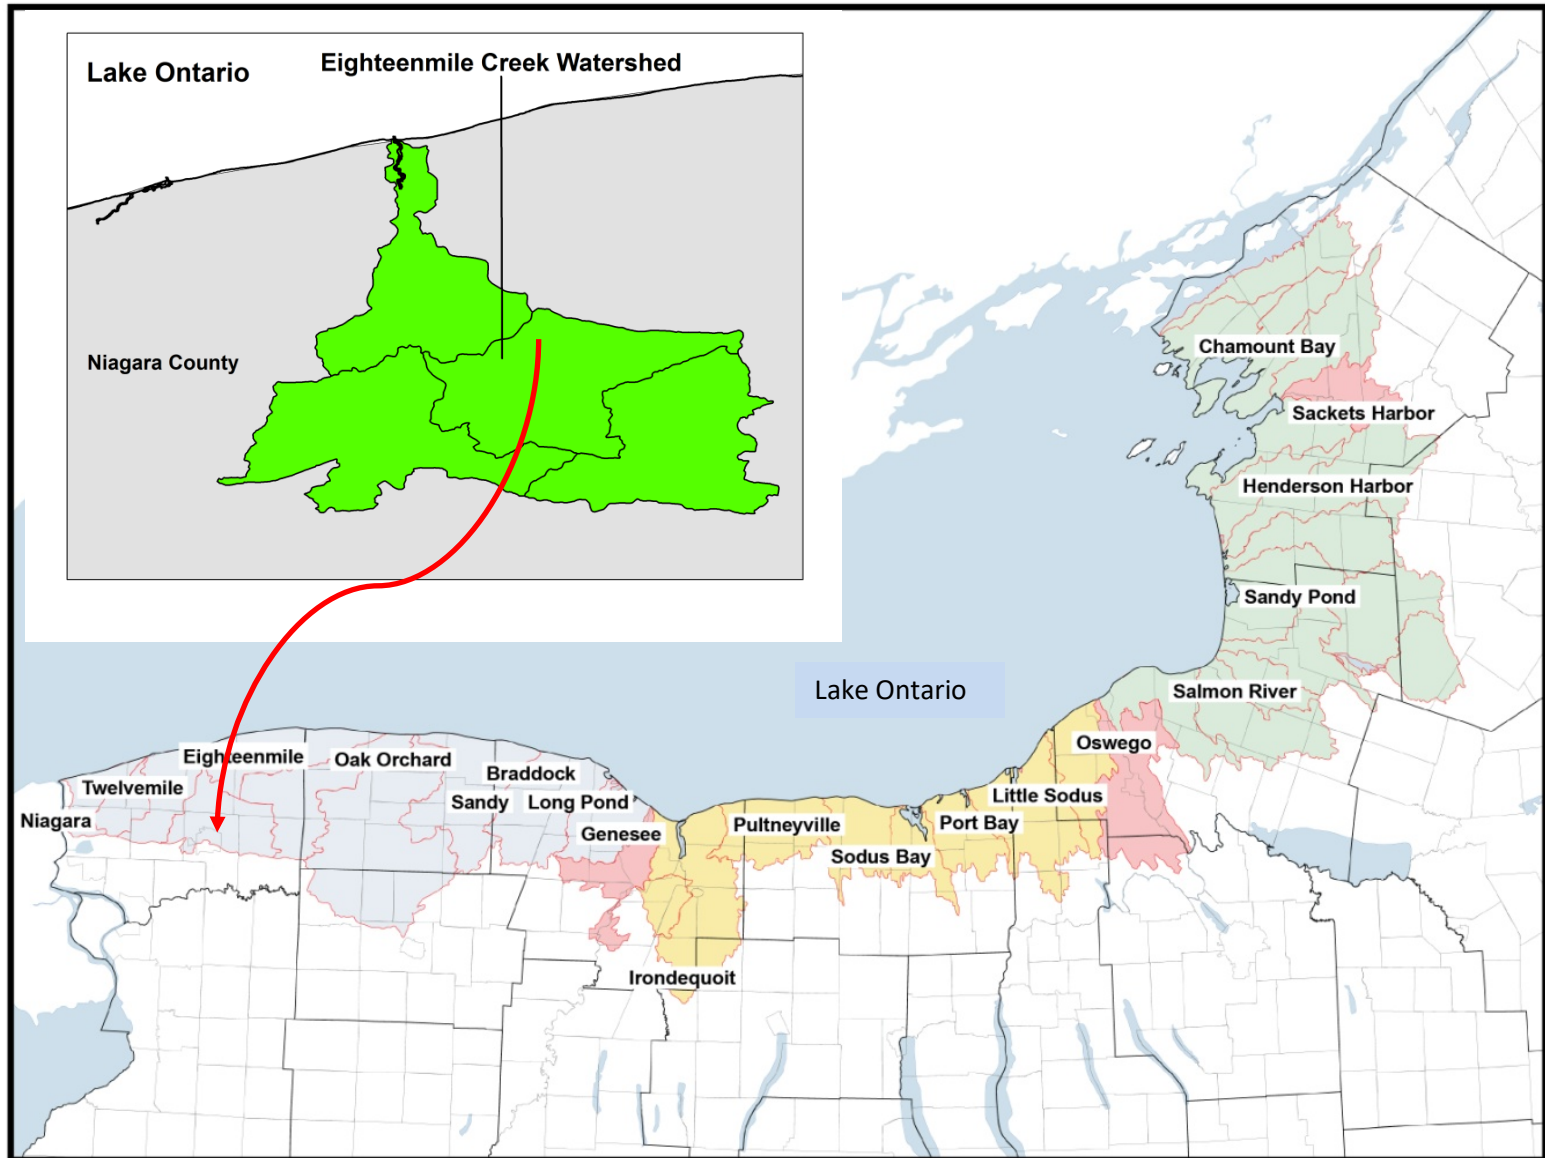 Lake Ontario
Eighteenmile Creek Watershed
Niagara County
Chamount Bay
Sackets Harbor
Henderson Harbor
Sandy Pond
Salmon River
Lake Ontario
Oswego
Eighteenmile
Oak Orchard
Braddock
Twelvemile
Sandy
Long Pond
Little Sodus
Niagara
Genesee
Pultneyville
Port Bay
Sodus Bay
Irondequoit